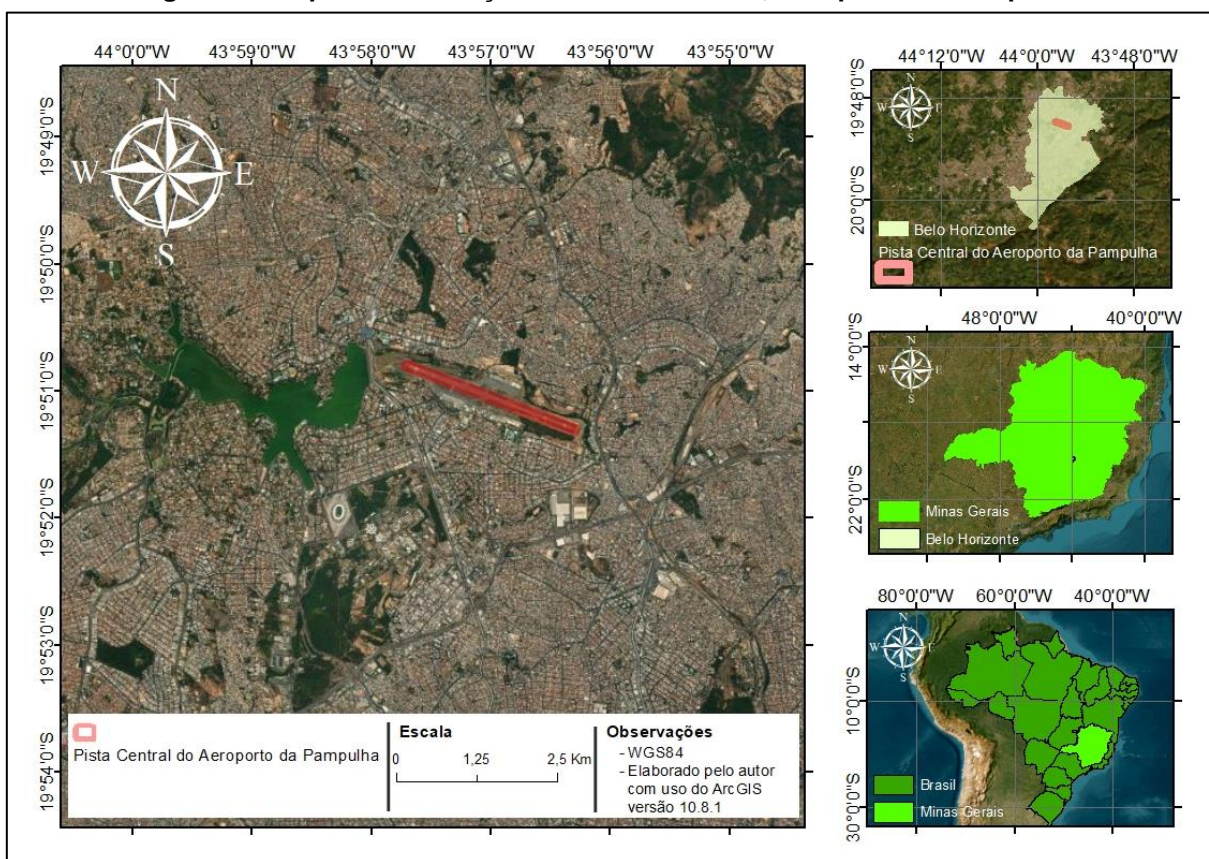 44°0'0"W 43°59'0"W 43°58'0"W 43°57'0"W 43°56'0"W 43°55'0"W
19°49'0"S
19°50'0"S
19°51'0"S
19°52'0"S
19°53'0"S
19°54'0"S
N
W E
S
Pista Central do Aeroporto da Pampulha
Escala
0 1,25 2,5 Km
Observações
- WGS84
- Elaborado pelo autor
com uso do ArcGIS
versão 10.8.1
44°12'0"W 44°0'0"W 43°48'0"W
19°48'0"S
20°0'0"S
N
W E
S
Belo Horizonte
Pista Central do Aeroporto da Pampulha
48°0'0"W 40°0'0"W
14°0'0"S
22°0'0"S
N
W E
S
Minas Gerais
Belo Horizonte
80°0'0"W 60°0'0"W 40°0'0"W
10°0'0"S
30°0'0"S
N
W E
S
Brasil
Minas Gerais